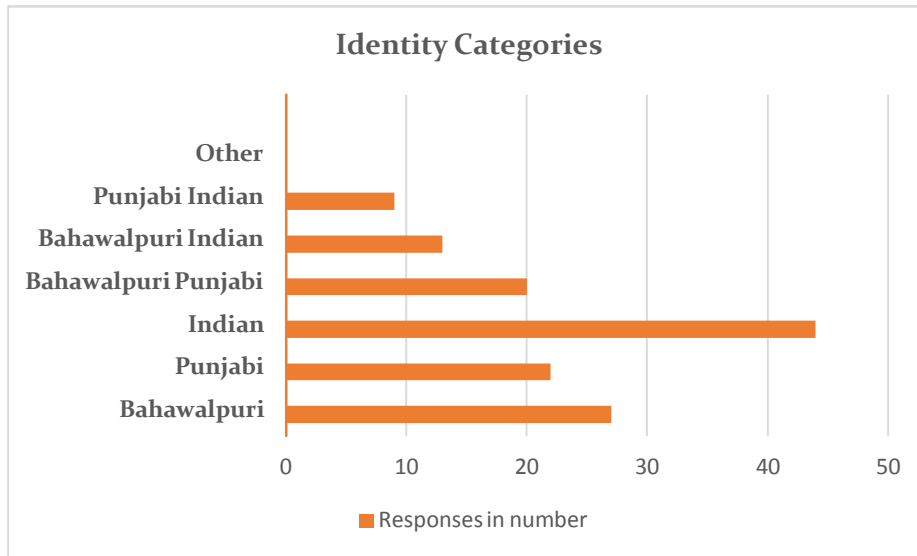 Identity Categories
Other
Punjabi Indian
Bahawalpuri Indian
Bahawalpuri Punjabi
Indian
Punjabi
Bahawalpuri
0 10 20 30 40 50
Responses in number